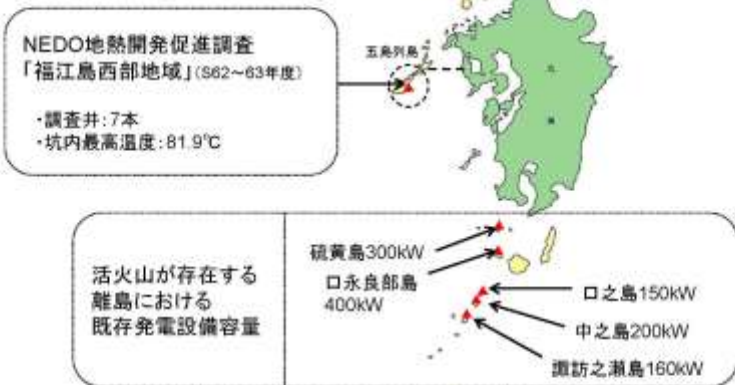 NEDO地熱開発促進調査
「福江島西部地域」(S62～63年度)
・調査井:7本
・坑内最高温度:81.9℃
五島列島
九
州
活火山が存在する
離島における
既存発電設備容量
硫黄島300kW
口永良部島
400kW
口之島150kW
中之島200kW
諏訪之瀬島160kW